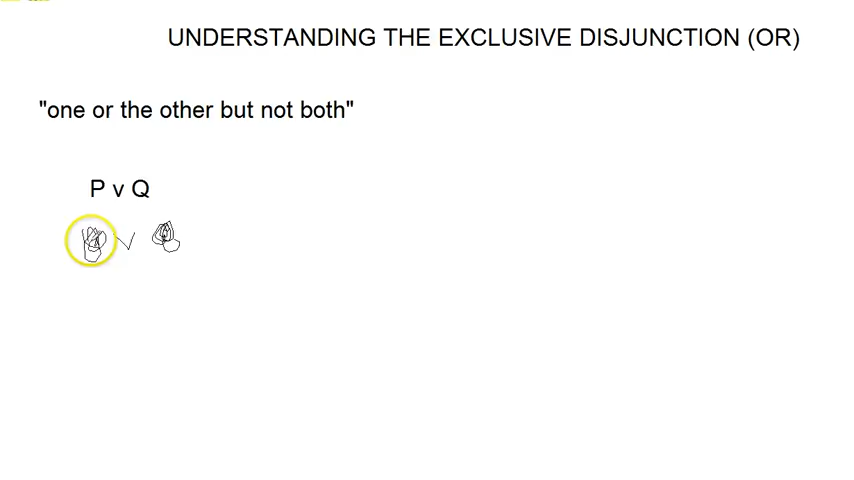 UNDERSTANDING THE EXCLUSIVE DISJUNCTION (OR)
"one or the other but not both"
P v Q
v